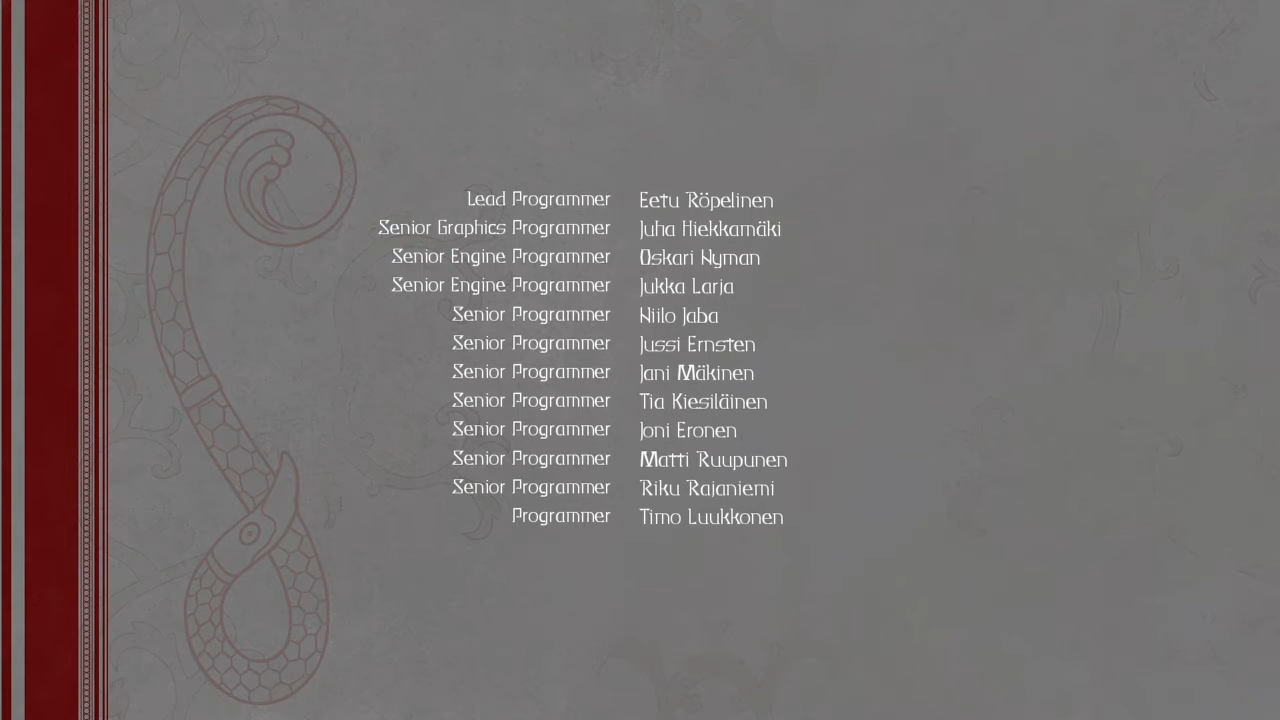 Lead Programmer Eetu Röpelinen
Senior Graphics Programmer Juha Hiekkamäki
Senior Engine Programmer Oskari Nyman
Senior Engine Programmer Jukka Larja
Senior Programmer Niilo Jaba
Senior Programmer Jussi Ernsten
Senior Programmer Jani Mäkinen
Senior Programmer Tia Kiesiläinen
Senior Programmer Joni Eronen
Senior Programmer Matti Ruupunen
Senior Programmer Riku Rajaniemi
Programmer Timo Luukkonen